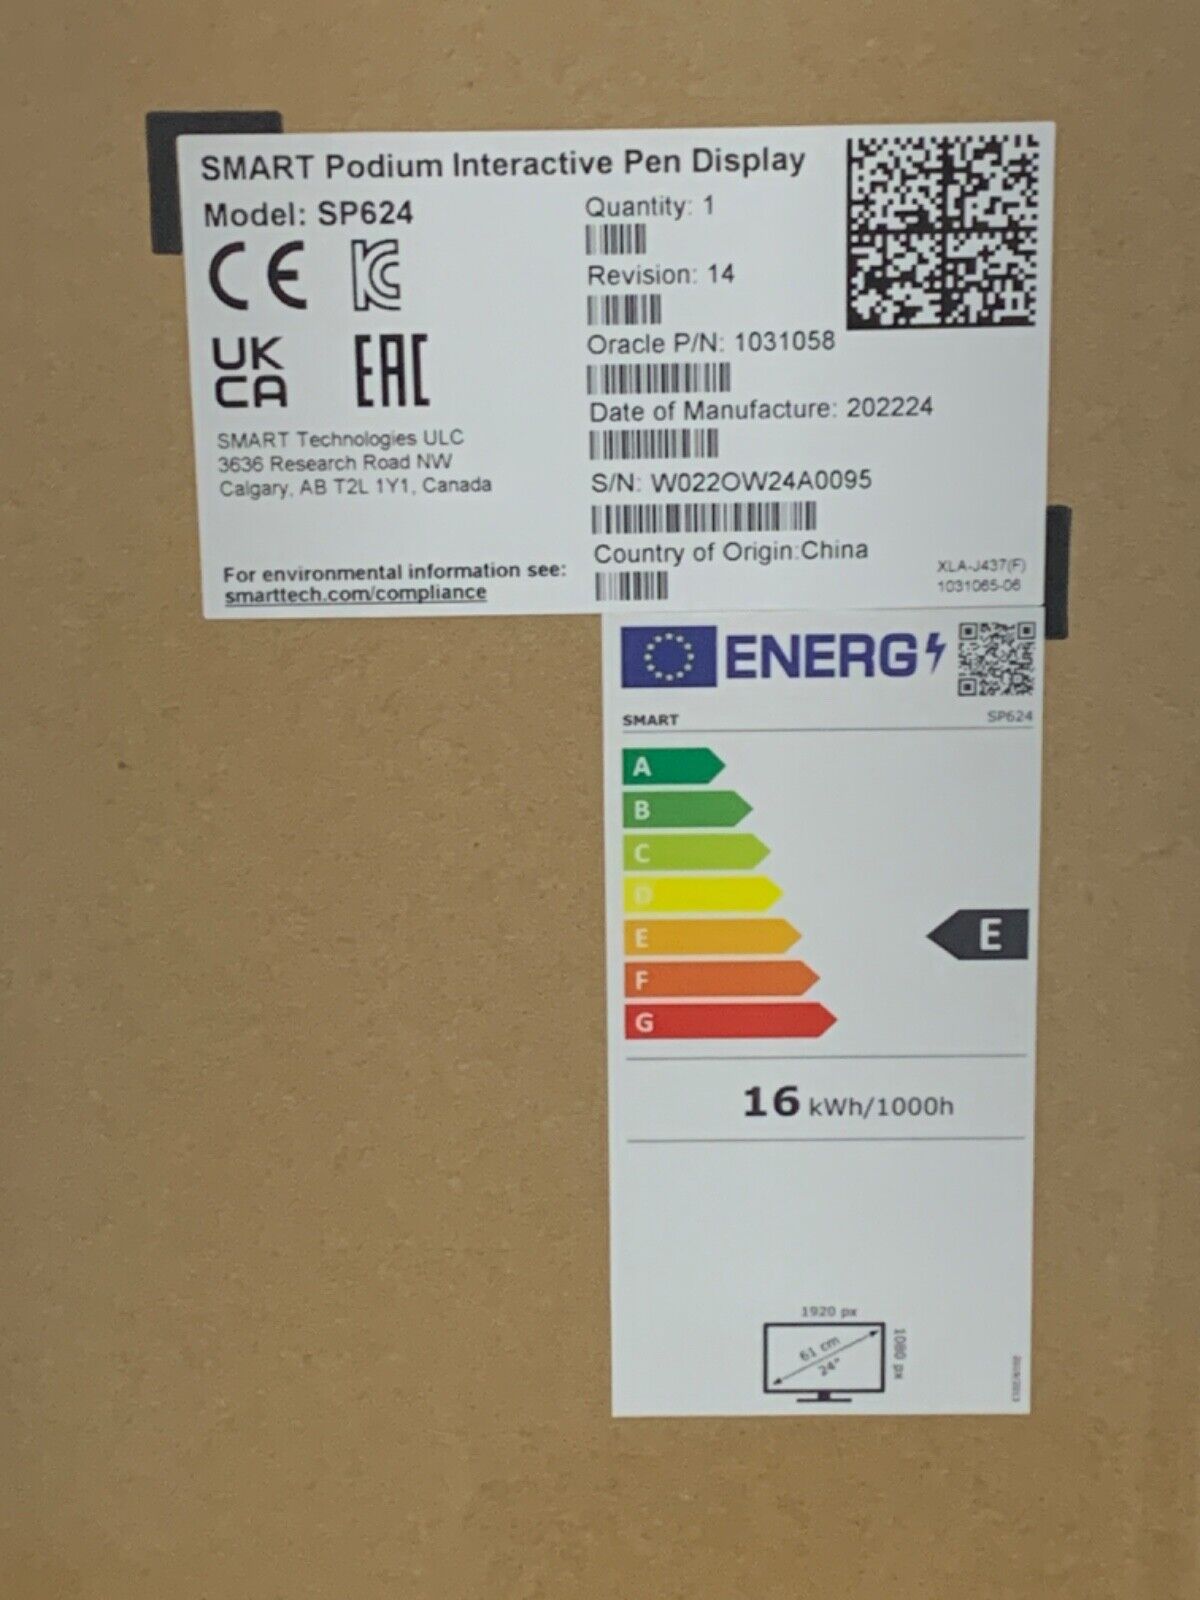 SMART Podium Interactive Pen Display
Model: SP624
CE
KC
UK
CA
EAC
SMART Technologies ULC
3636 Research Road NW
Calgary, AB T2L 1Y1, Canada
For environmental information see:
smarttech.com/compliance
Quantity: 1
Revision: 14
Oracle P/N: 1031058
Date of Manufacture: 202224
S/N: W022OW24A0095
Country of Origin:China
XLA-J437(F)
1031065-06
ENERG
SMART SP624
A
B
C
D
E
F
G
E
16 kWh/1000h
1920 px
61 cm
24"
1080 px
2019/2013